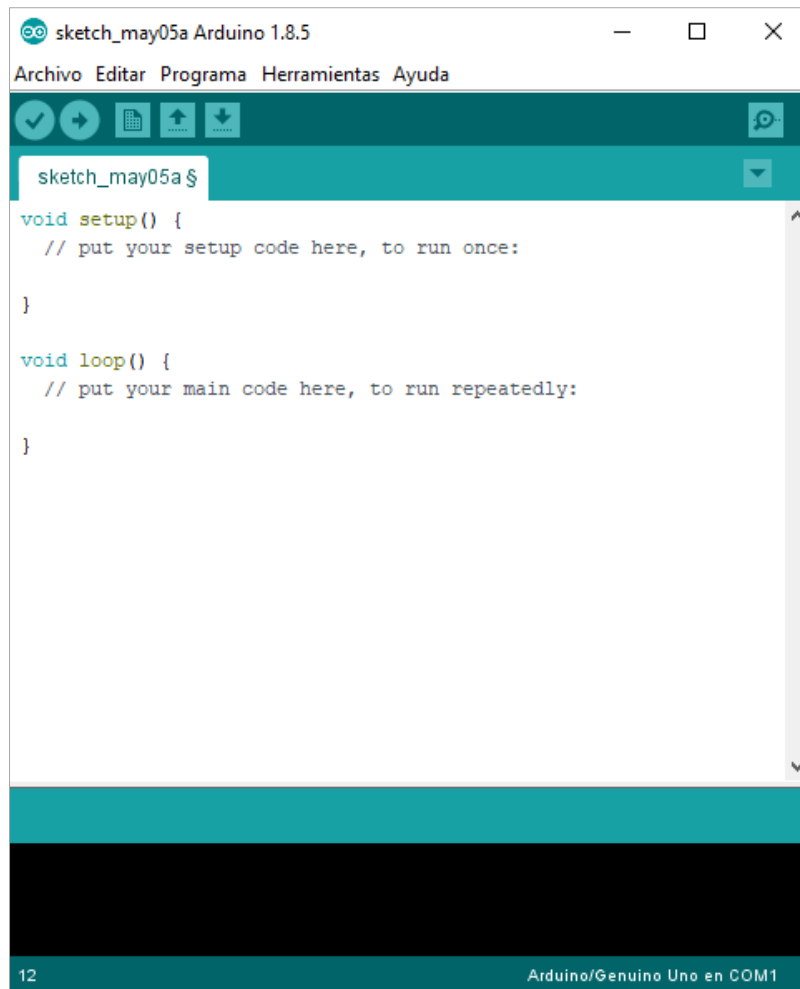 sketch_may05a Arduino 1.8.5
Archivo Editar Programa Herramientas Ayuda
sketch_may05a §
void setup() {
  // put your setup code here, to run once:
}
void loop() {
  // put your main code here, to run repeatedly:
}
12 Arduino/Genuino Uno en COM1